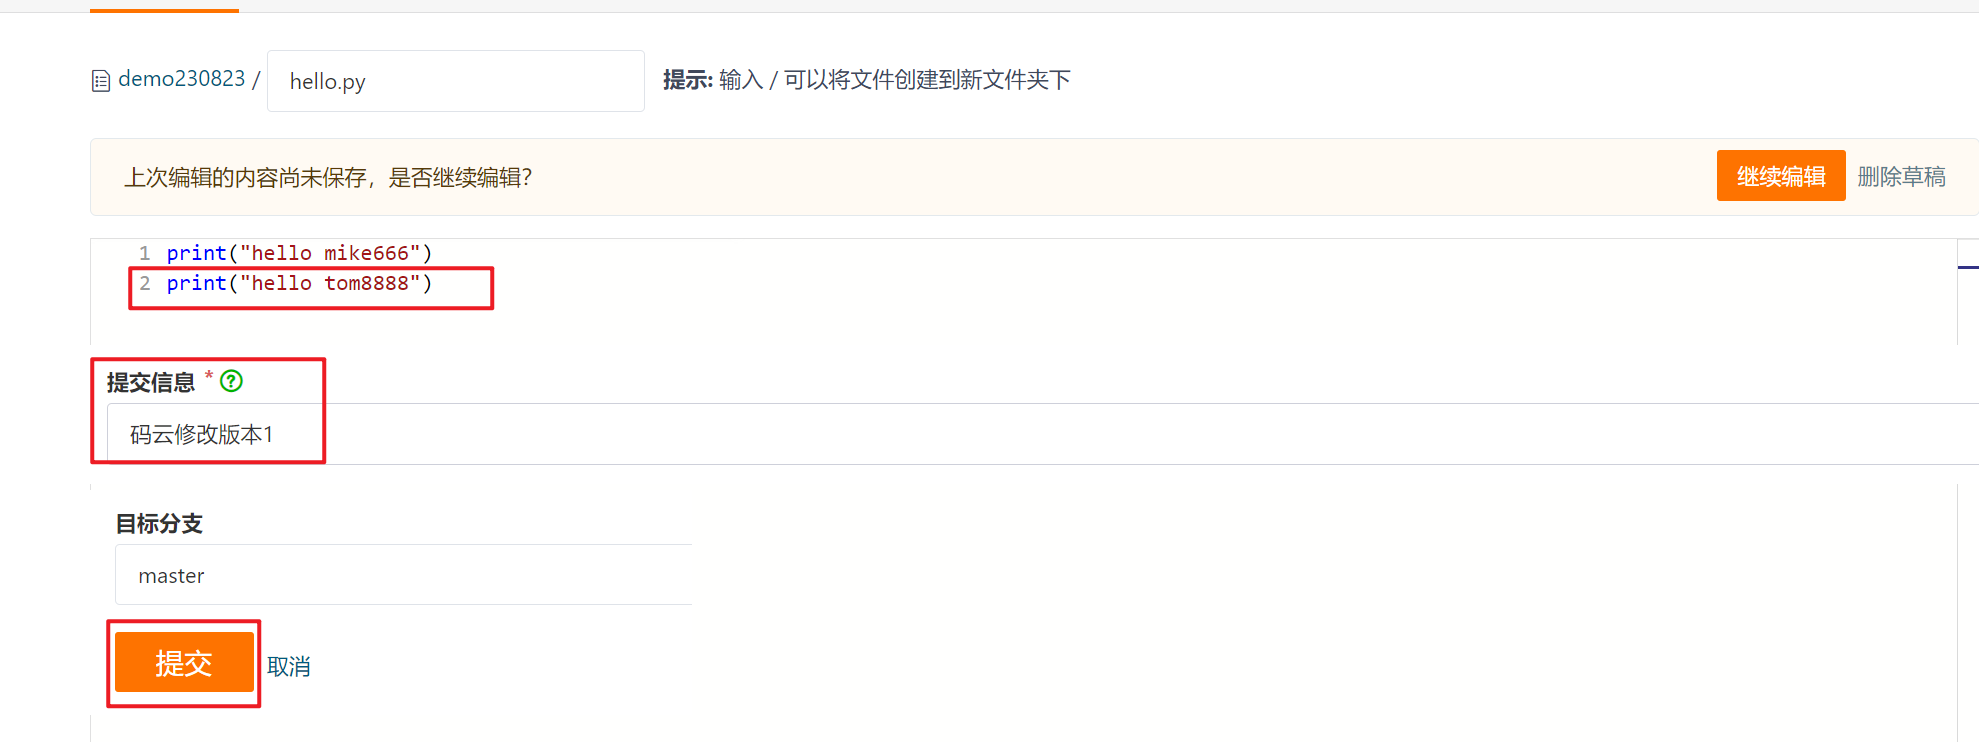 demo230823 / hello.py 提示: 输入 / 可以将文件创建到新文件夹下
上次编辑的内容尚未保存，是否继续编辑？ 继续编辑 删除草稿
1 print("hello mike666")
2 print("hello tom8888")
提交信息 * ?
码云修改版本1
目标分支
master
提交 取消